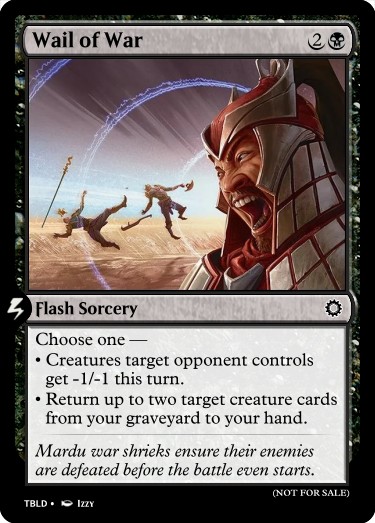 Wail of War
2
Flash Sorcery
Choose one —
• Creatures target opponent controls
get -1/-1 this turn.
• Return up to two target creature cards
from your graveyard to your hand.
Mardu war shrieks ensure their enemies
are defeated before the battle even starts.
TBLD • Izzy
(NOT FOR SALE)